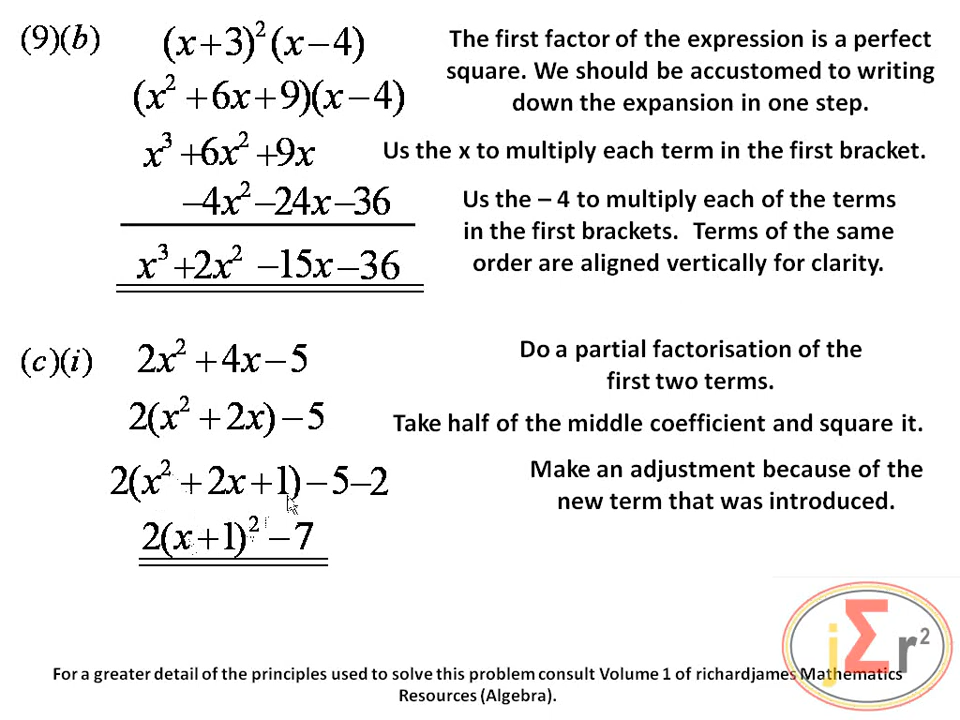 (9)(b) (x+3)²(x−4)
The first factor of the expression is a perfect
square. We should be accustomed to writing
down the expansion in one step.
(x²+6x+9)(x−4)
x³+6x²+9x
Us the x to multiply each term in the first bracket.
−4x²−24x−36
Us the – 4 to multiply each of the terms
in the first brackets. Terms of the same
order are aligned vertically for clarity.
x³+2x²−15x−36
(c)(i) 2x²+4x−5
Do a partial factorisation of the
first two terms.
2(x²+2x)−5
Take half of the middle coefficient and square it.
2(x²+2x+1)−5−2
Make an adjustment because of the
new term that was introduced.
2(x+1)²−7
jΣr²
For a greater detail of the principles used to solve this problem consult Volume 1 of richardjames Mathematics
Resources (Algebra).